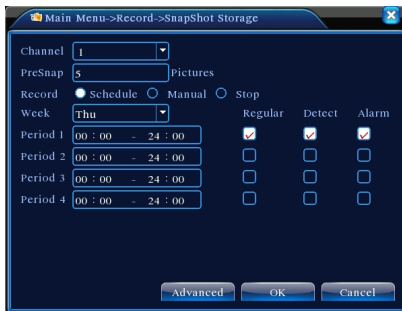 Main Menu->Record->SnapShot Storage
Channel 1
PreSnap 5 Pictures
Record Schedule Manual Stop
Week Thu Regular Detect Alarm
Period 1 00 : 00 - 24 : 00
Period 2 00 : 00 - 24 : 00
Period 3 00 : 00 - 24 : 00
Period 4 00 : 00 - 24 : 00
Advanced OK Cancel